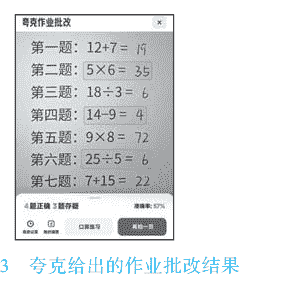 夸克作业批改 ×
第一题：12+7= 19
第二题：5×6= 35
第三题：18÷3= 6
第四题：14-9= 4
第五题：9×8= 72
第六题：25÷5= 6
第七题：7+15= 22
4题正确 3题存疑 准确率:57%
口算练习 再拍一页
3 夸克给出的作业批改结果